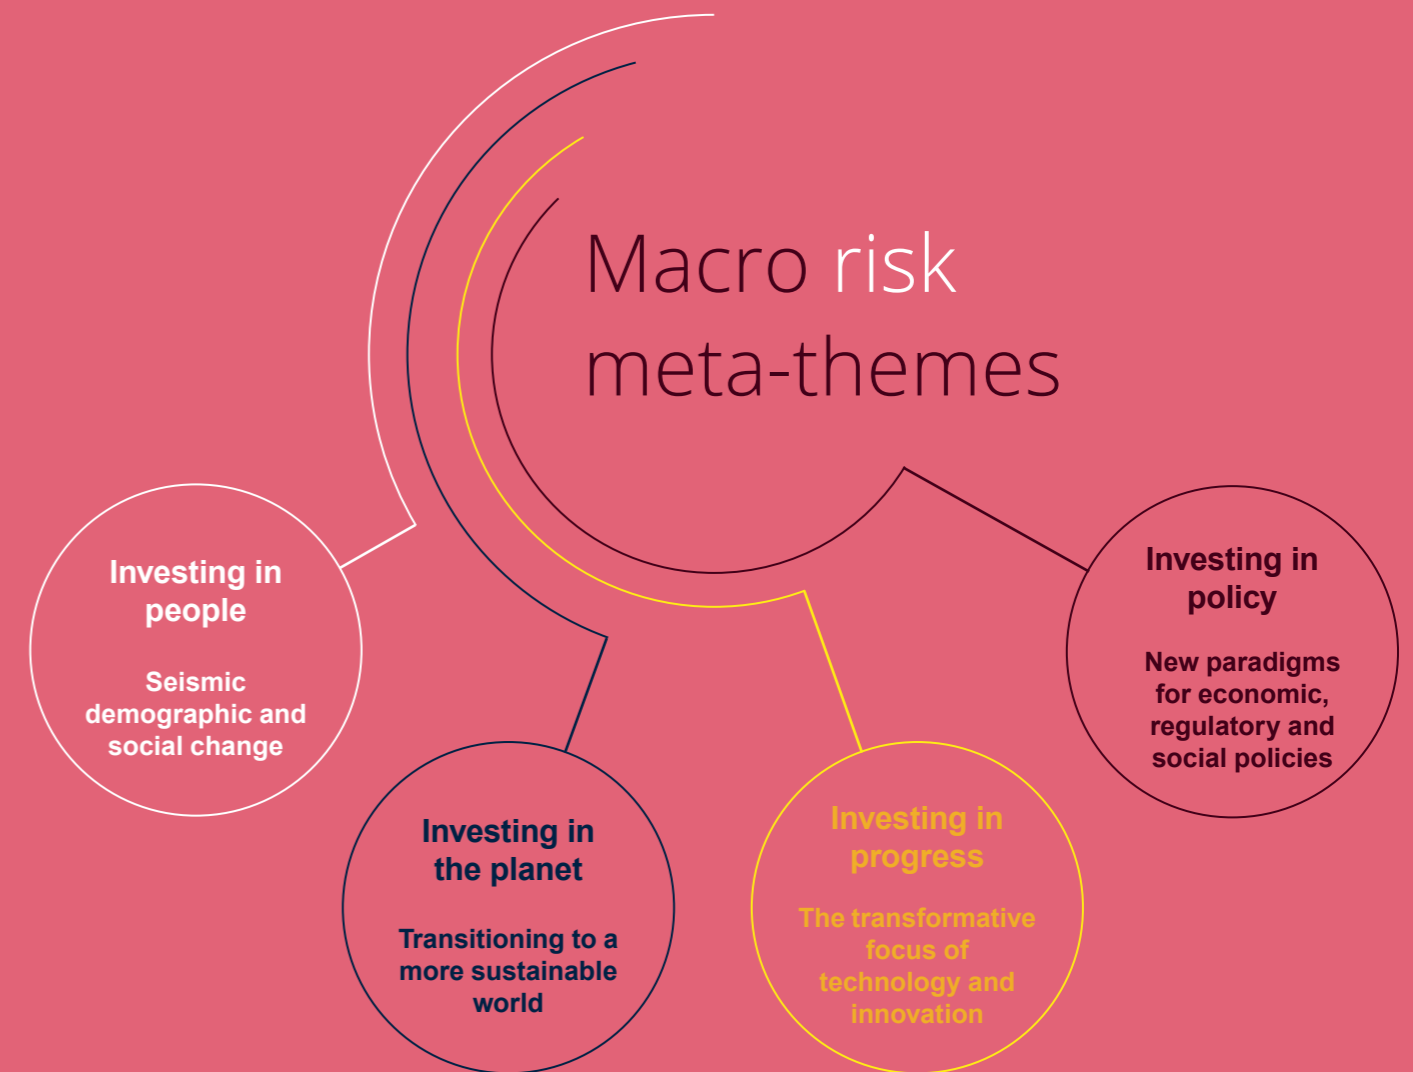 Macro risk
meta-themes
Investing in
people
Seismic
demographic and
social change
Investing in
the planet
Transitioning to a
more sustainable
world
Investing in
progress
The transformative
focus of
technology and
innovation
Investing in
policy
New paradigms
for economic,
regulatory and
social policies